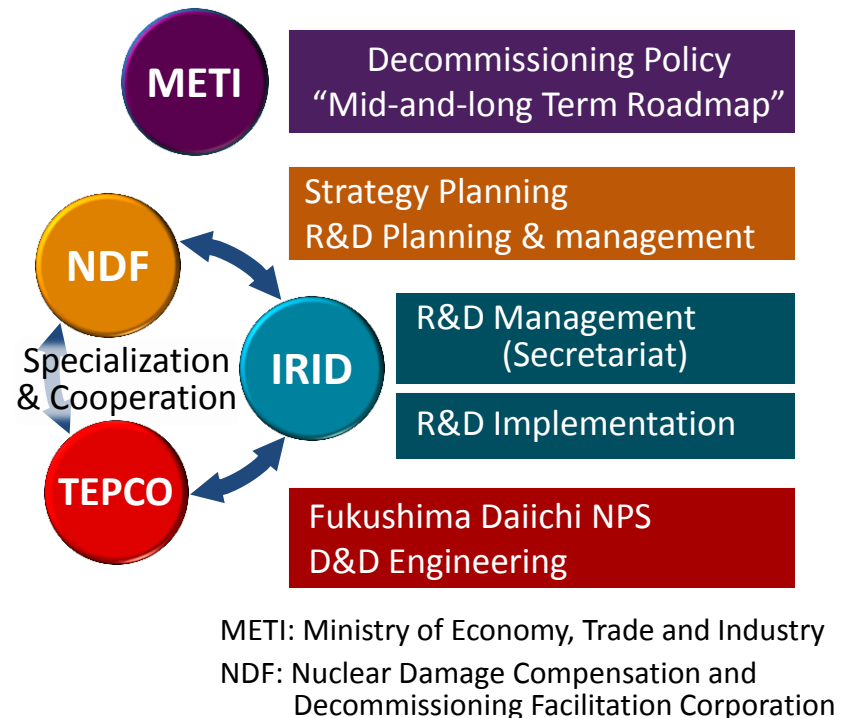 METI
Decommissioning Policy
“Mid-and-long Term Roadmap”
Strategy Planning
R&D Planning & management
NDF
R&D Management
(Secretariat)
Specialization
& Cooperation
IRID
R&D Implementation
TEPCO
Fukushima Daiichi NPS
D&D Engineering
METI: Ministry of Economy, Trade and Industry
NDF: Nuclear Damage Compensation and
Decommissioning Facilitation Corporation